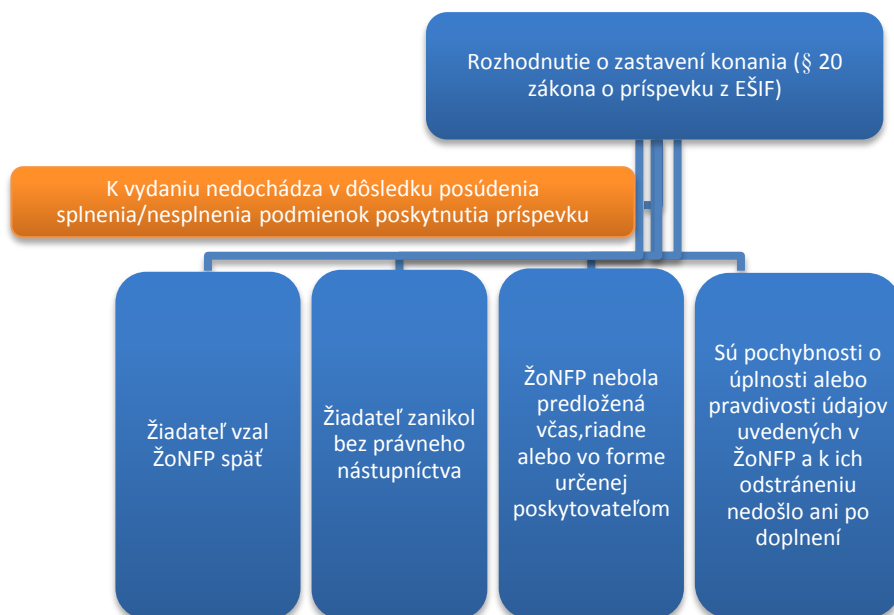 Rozhodnutie o zastavení konania (§ 20
zákona o príspevku z EŠIF)
K vydaniu nedochádza v dôsledku posúdenia
splnenia/nesplnenia podmienok poskytnutia príspevku
Žiadateľ vzal
ŽoNFP späť
Žiadateľ zanikol
bez právneho
nástupníctva
ŽoNFP nebola
predložená
včas,riadne
alebo vo forme
určenej
poskytovateľom
Sú pochybnosti o
úplnosti alebo
pravdivosti údajov
uvedených v
ŽoNFP a k ich
odstráneniu
nedošlo ani po
doplnení